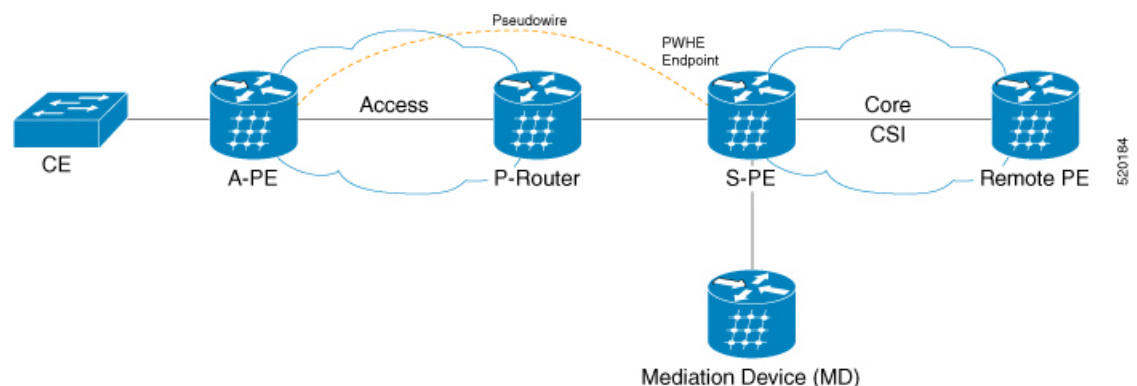 Pseudowire
PWHE
Endpoint
Access
Core
CSI
CE
A-PE
P-Router
S-PE
Remote PE
520184
Mediation Device (MD)